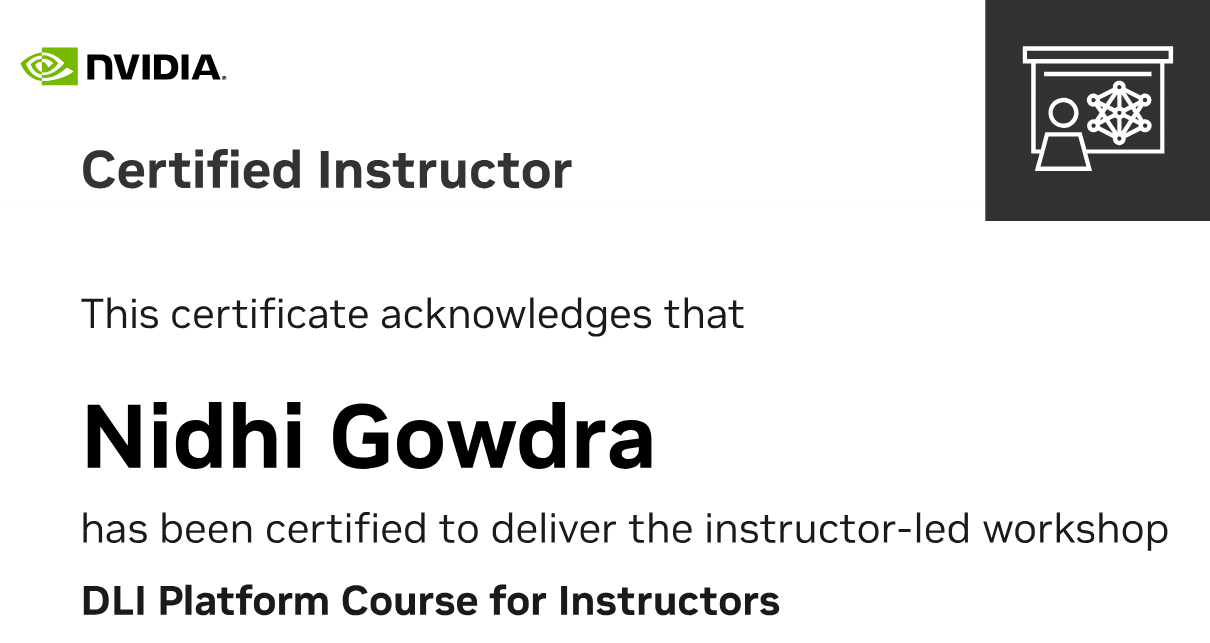 NVIDIA.
Certified Instructor
This certificate acknowledges that
Nidhi Gowdra
has been certified to deliver the instructor-led workshop
DLI Platform Course for Instructors